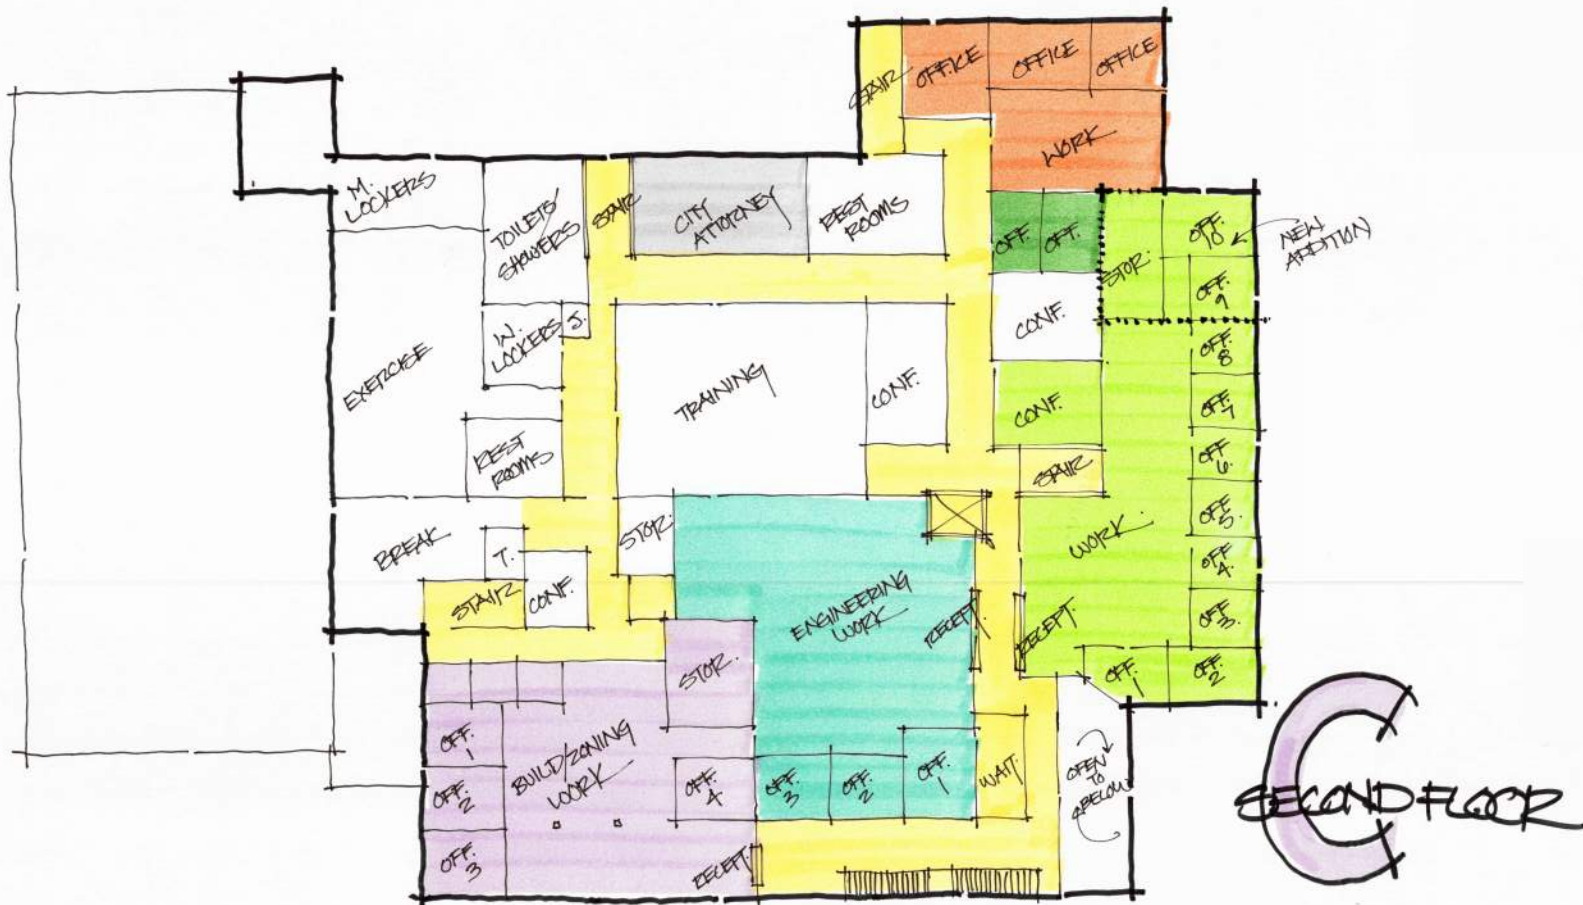 STAIR
OFFICE
OFFICE
OFFICE
WORK
M.
LOCKERS
TOILETS/
SHOWERS
STAIR
CITY
ATTORNEY
REST
ROOMS
OFF.
OFF.
STOR.
OFF.
10
NEW
ADDITION
OFF.
9
EXERCISE
W.
LOCKERS
J.
TRAINING
CONF.
CONF.
OFF.
8
CONF.
OFF.
7
REST
ROOMS
STAIR
OFF.
6
OFF.
5
BREAK
T.
STOR.
WORK
OFF.
4
STAIR
CONF.
ENGINEERING
WORK
RECEPT.
RECEPT.
OFF.
3
STOR.
OFF.
1
OFF.
2
OFF.
1
BUILD/ZONING
WORK
OFF.
2
OFF.
4
OFF.
3
OFF.
2
OFF.
1
WAIT.
OPEN
TO
BELOW
OFF.
3
RECEPT.
C
SECOND FLOOR